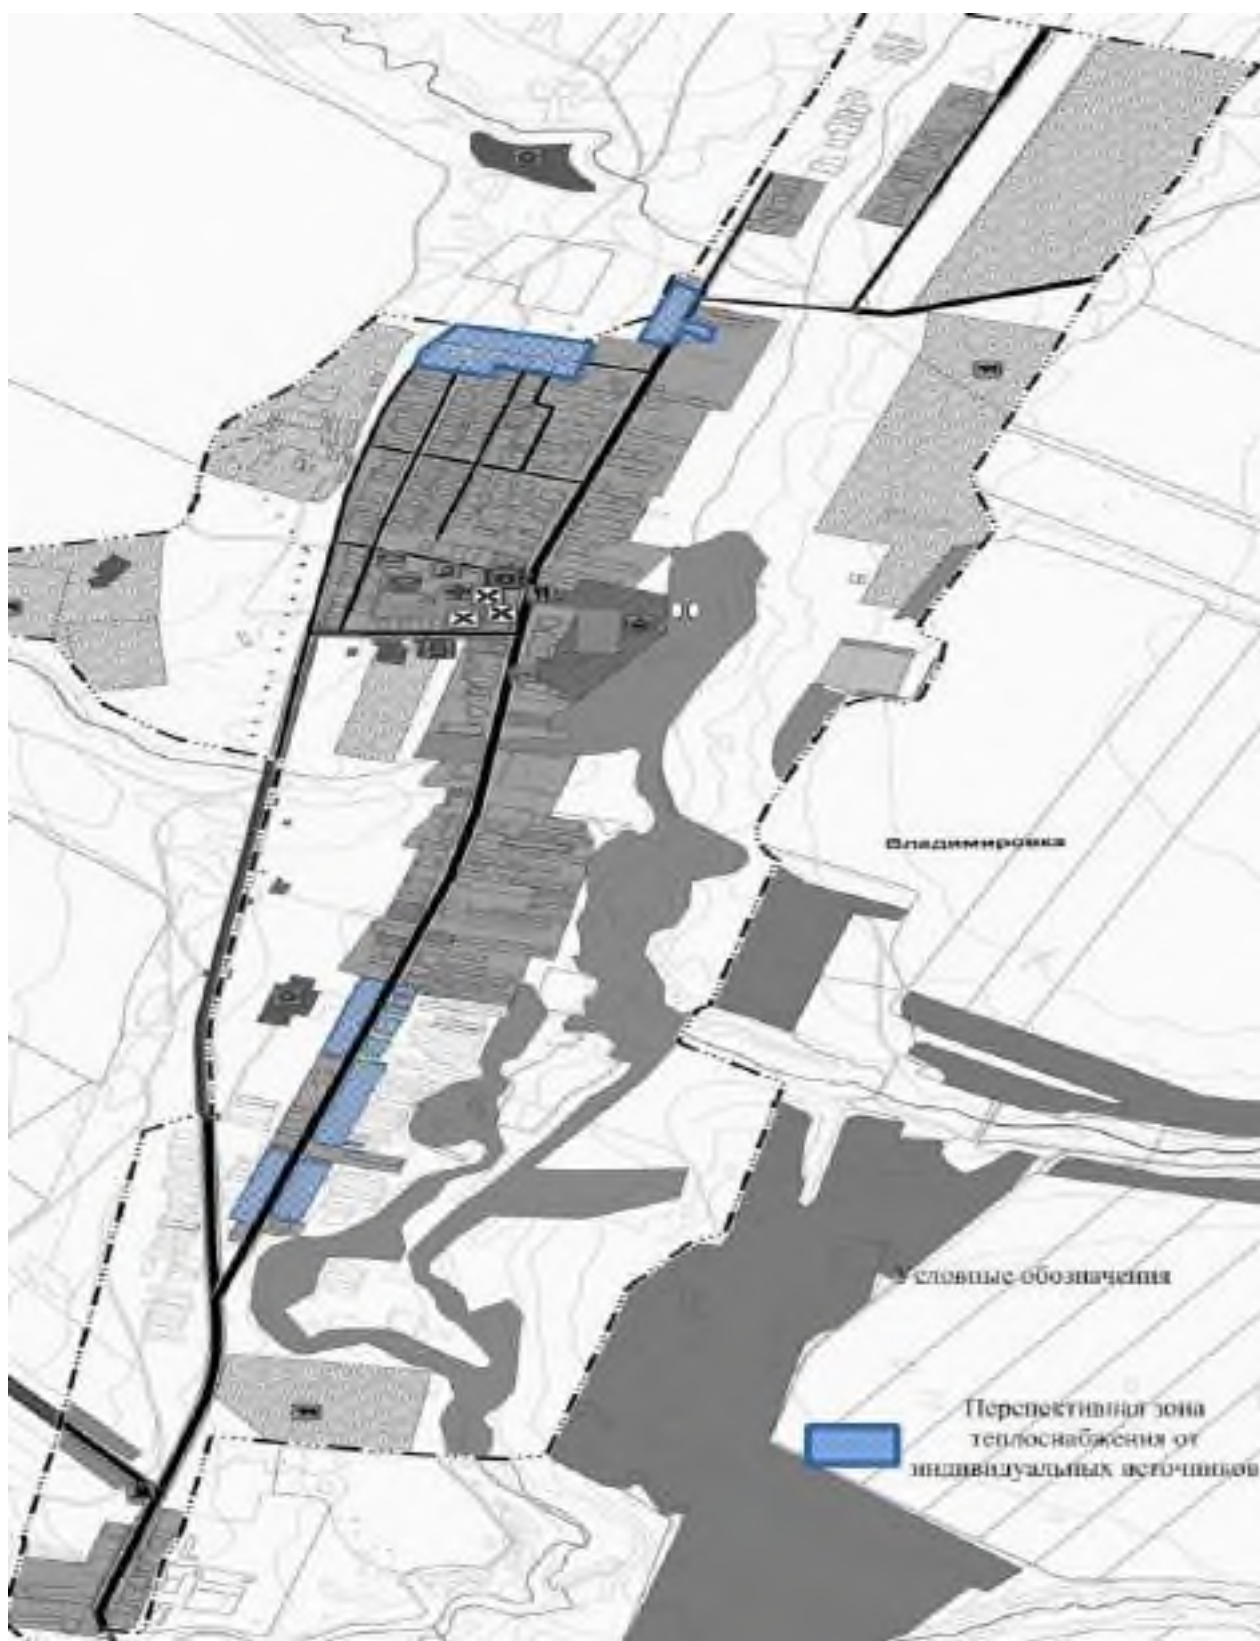 Владимировка
Условные обозначения
Перспективная зона
теплоснабжения от
индивидуальных источников